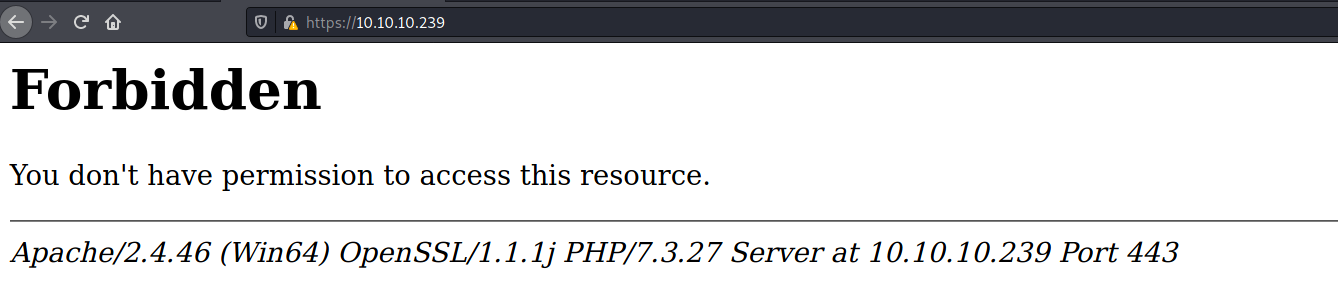 https://10.10.10.239
Forbidden
You don't have permission to access this resource.
Apache/2.4.46 (Win64) OpenSSL/1.1.1j PHP/7.3.27 Server at 10.10.10.239 Port 443